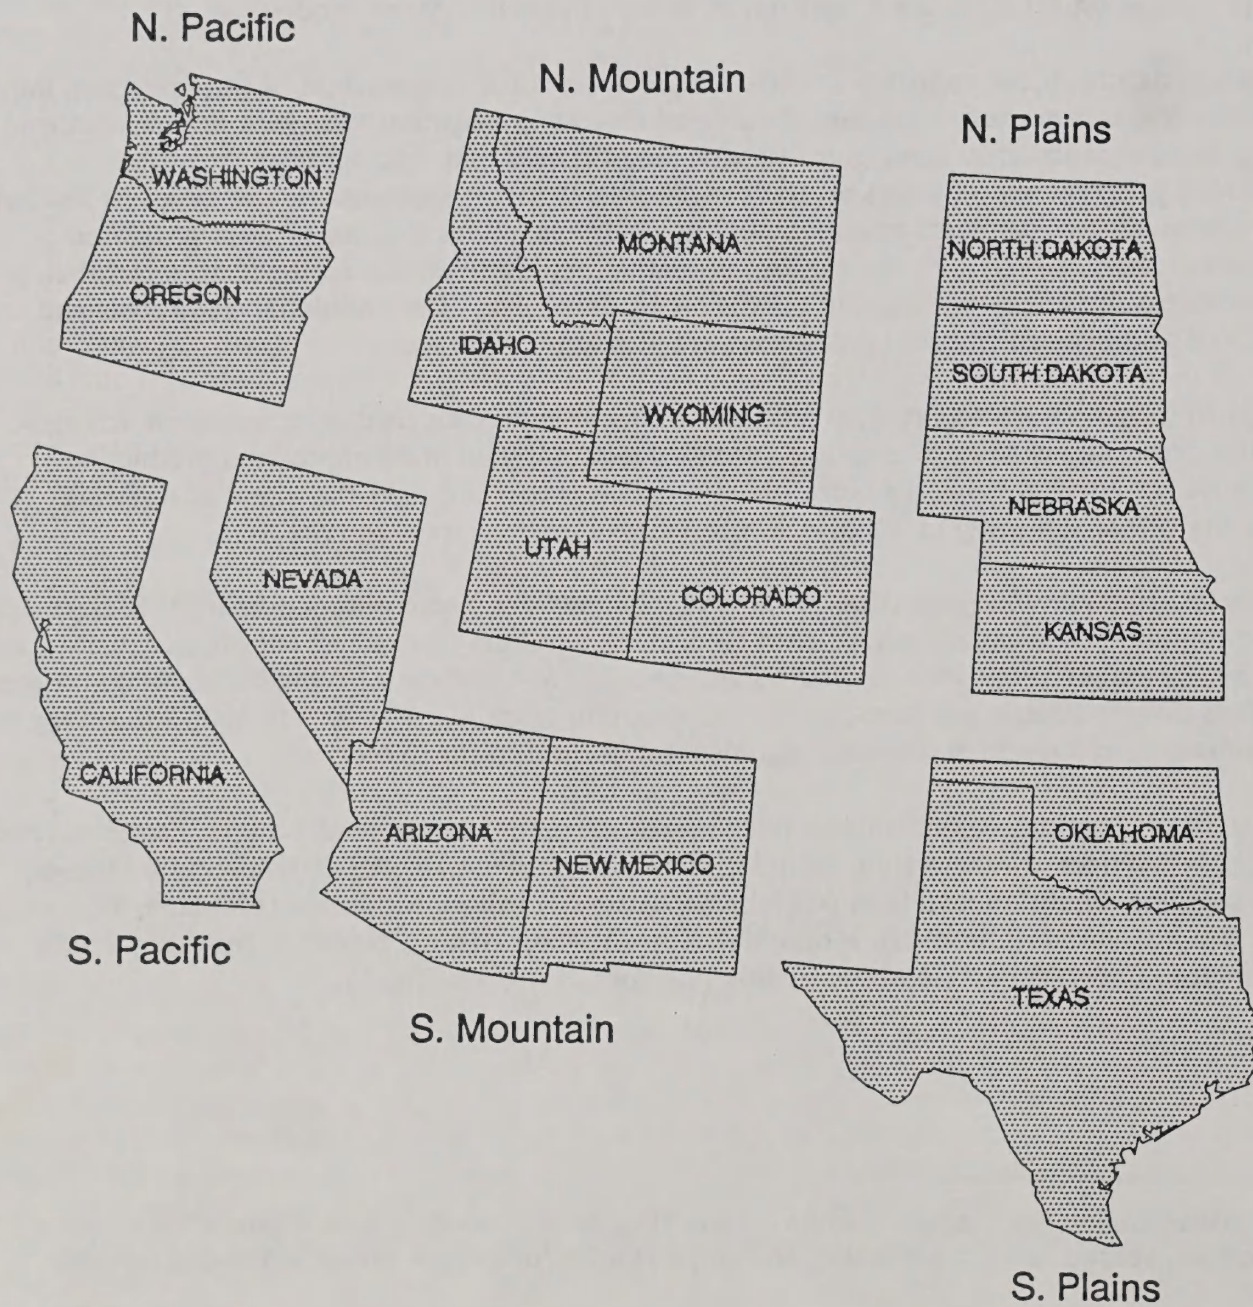 N. Pacific
N. Mountain
N. Plains
WASHINGTON
OREGON
MONTANA
IDAHO
WYOMING
UTAH
COLORADO
NORTH DAKOTA
SOUTH DAKOTA
NEBRASKA
KANSAS
NEVADA
CALIFORNIA
ARIZONA
NEW MEXICO
OKLAHOMA
TEXAS
S. Pacific
S. Mountain
S. Plains